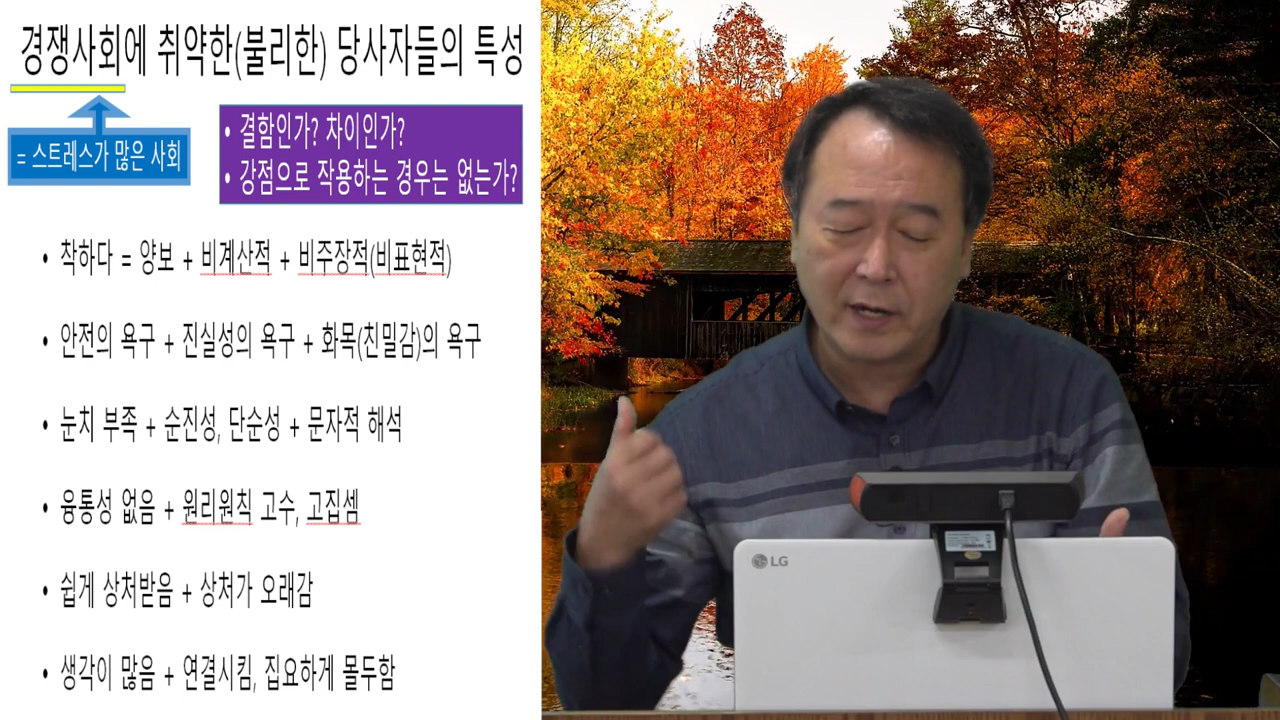 경쟁사회에 취약한(불리한) 당사자들의 특성
= 스트레스가 많은 사회
• 결함인가? 차이인가?
• 강점으로 작용하는 경우는 없는가?
• 착하다 = 양보 + 비계산적 + 비주장적(비표현적)
• 안전의 욕구 + 진실성의 욕구 + 화목(친밀감)의 욕구
• 눈치 부족 + 순진성, 단순성 + 문자적 해석
• 융통성 없음 + 원리원칙 고수, 고집셈
• 쉽게 상처받음 + 상처가 오래감
• 생각이 많음 + 연결시킴, 집요하게 몰두함
LG